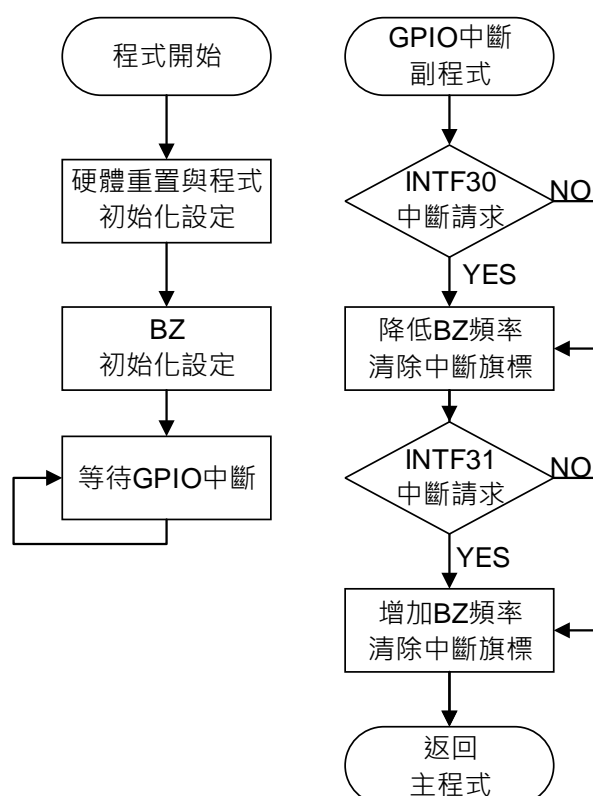 程式開始
硬體重置與程式
初始化設定
BZ
初始化設定
等待GPIO中斷
GPIO中斷
副程式
INTF30
中斷請求
NO
YES
降低BZ頻率
清除中斷旗標
INTF31
中斷請求
NO
YES
增加BZ頻率
清除中斷旗標
返回
主程式